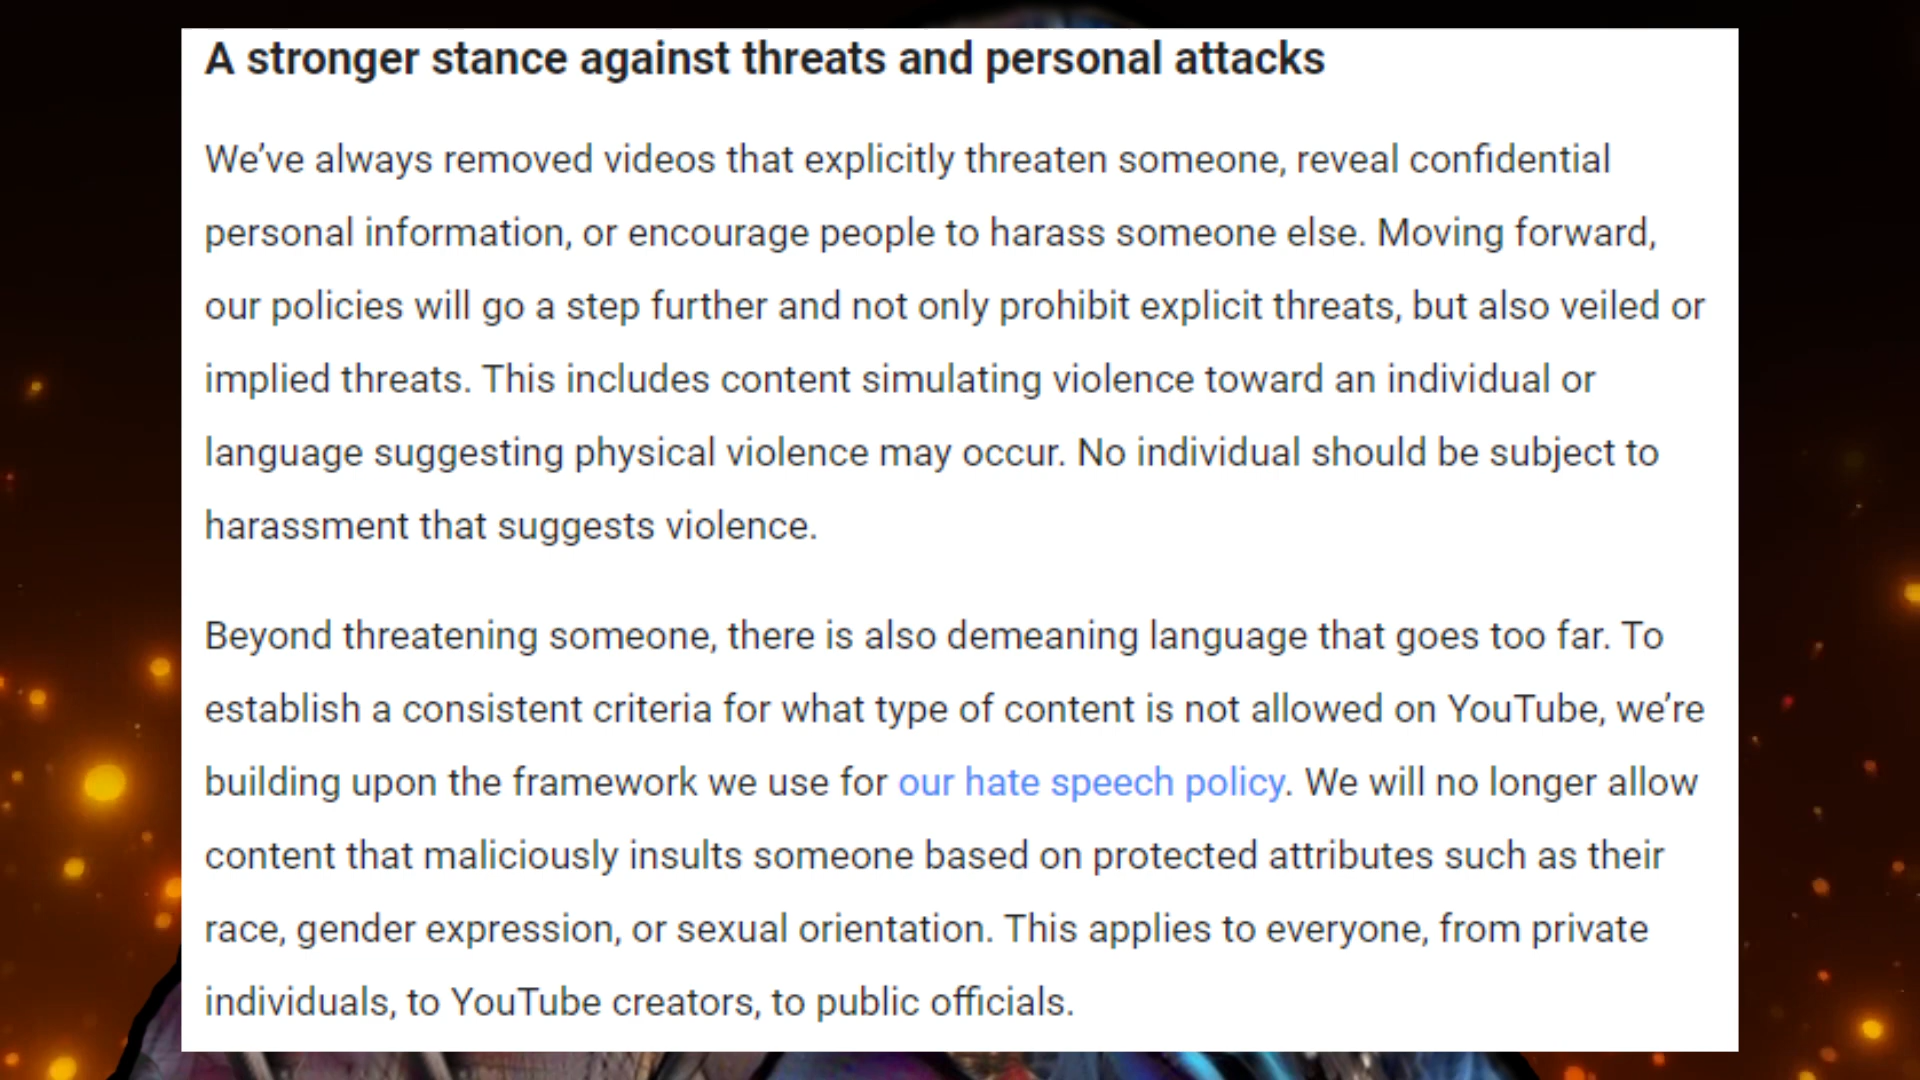 A stronger stance against threats and personal attacks
We’ve always removed videos that explicitly threaten someone, reveal confidential
personal information, or encourage people to harass someone else. Moving forward,
our policies will go a step further and not only prohibit explicit threats, but also veiled or
implied threats. This includes content simulating violence toward an individual or
language suggesting physical violence may occur. No individual should be subject to
harassment that suggests violence.
Beyond threatening someone, there is also demeaning language that goes too far. To
establish a consistent criteria for what type of content is not allowed on YouTube, we’re
building upon the framework we use for our hate speech policy. We will no longer allow
content that maliciously insults someone based on protected attributes such as their
race, gender expression, or sexual orientation. This applies to everyone, from private
individuals, to YouTube creators, to public officials.